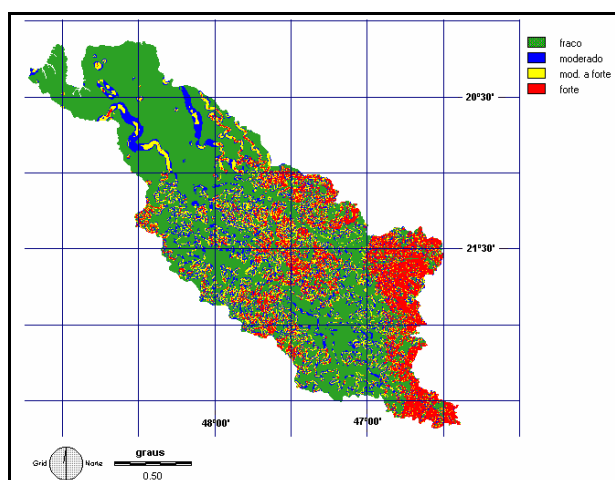 fraco
moderado
mod. a forte
forte
20°30'
21°30'
48°00'
47°00'
Grid
Norte
graus
0.50